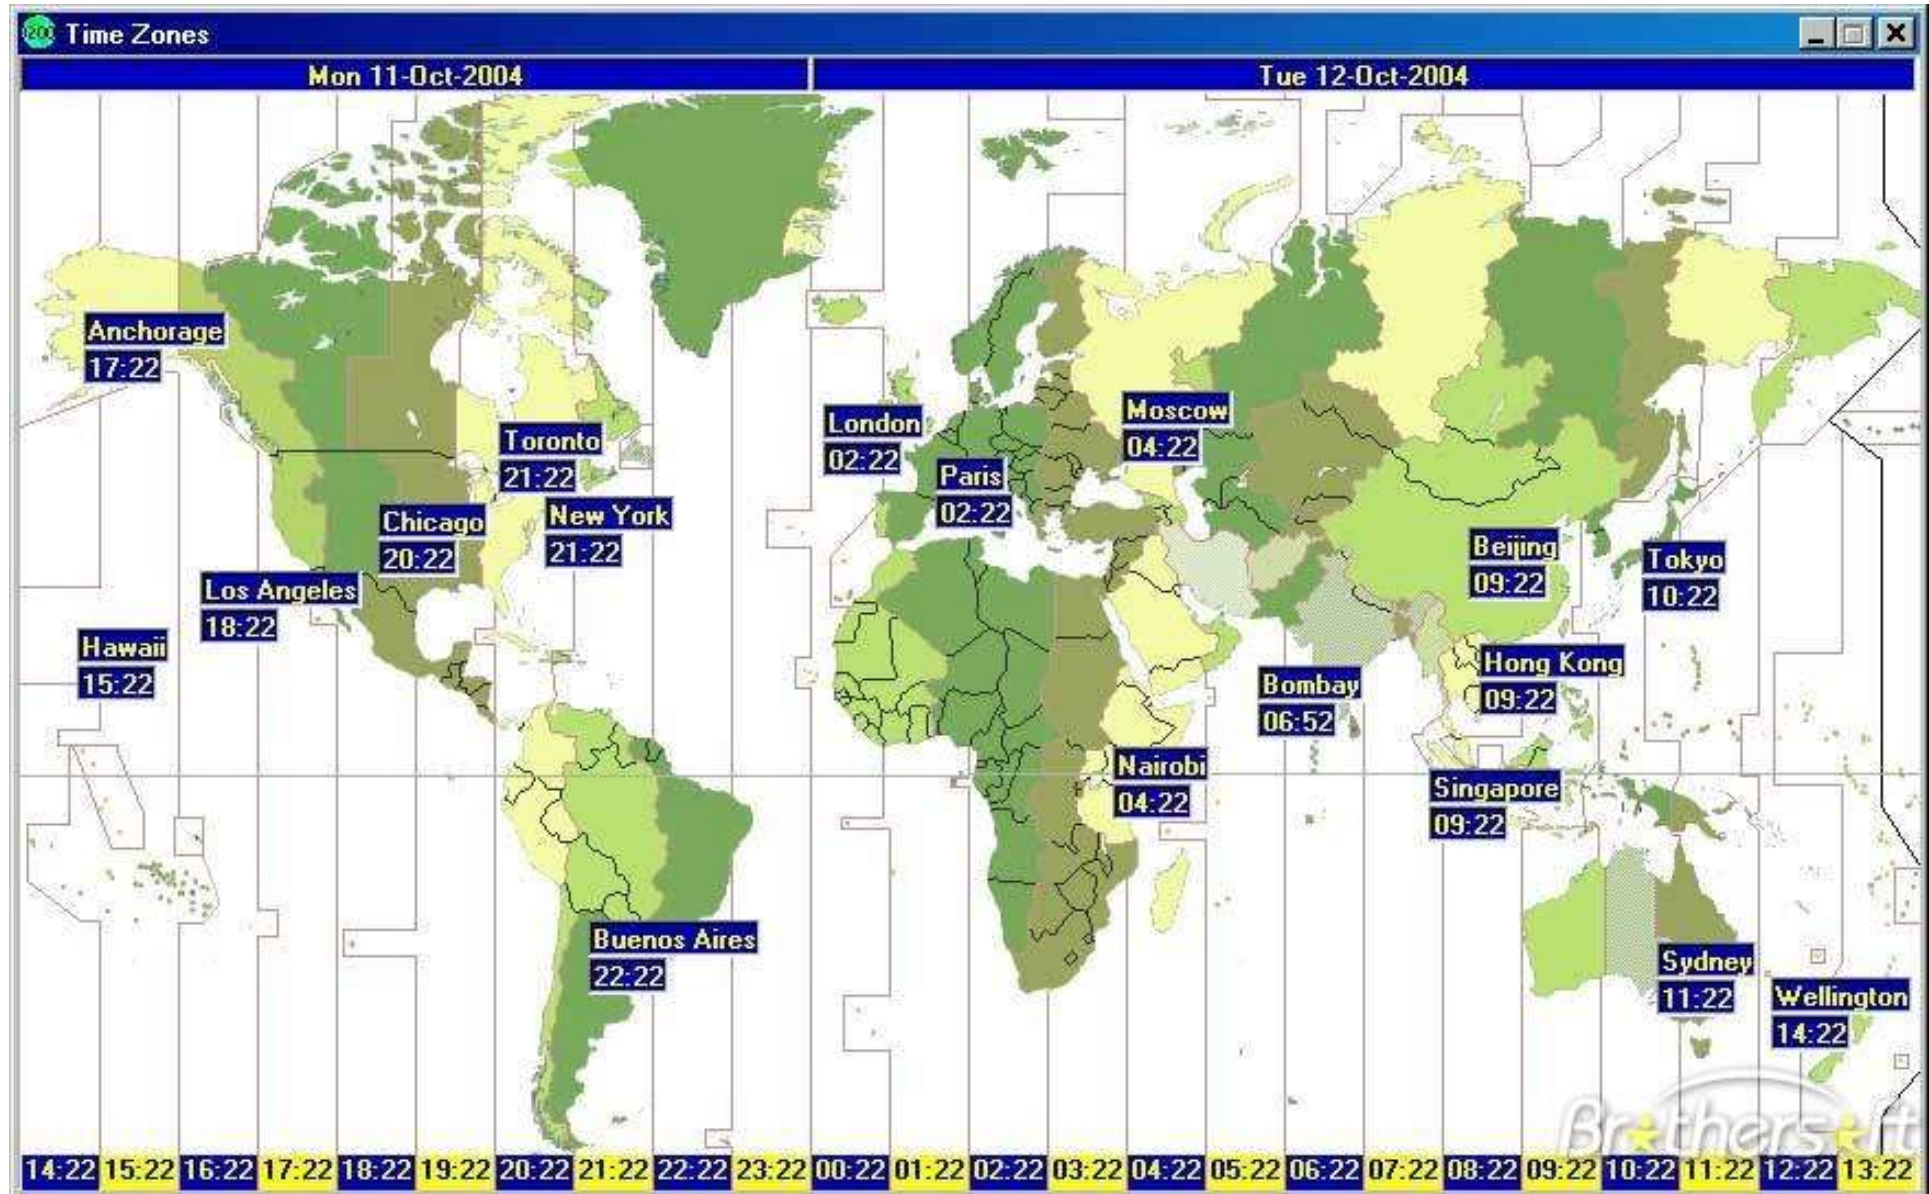 Time Zones
Mon 11-Oct-2004
Tue 12-Oct-2004
Anchorage
17:22
Toronto
21:22
London
02:22
Moscow
04:22
Paris
02:22
Chicago
20:22
New York
21:22
Los Angeles
18:22
Hawaii
15:22
Beijing
09:22
Tokyo
10:22
Bombay
06:52
Hong Kong
09:22
Nairobi
04:22
Singapore
09:22
Buenos Aires
22:22
Sydney
11:22
Wellington
14:22
Brothersoft
14:22 15:22 16:22 17:22 18:22 19:22 20:22 21:22 22:22 23:22 00:22 01:22 02:22 03:22 04:22 05:22 06:22 07:22 08:22 09:22 10:22 11:22 12:22 13:22